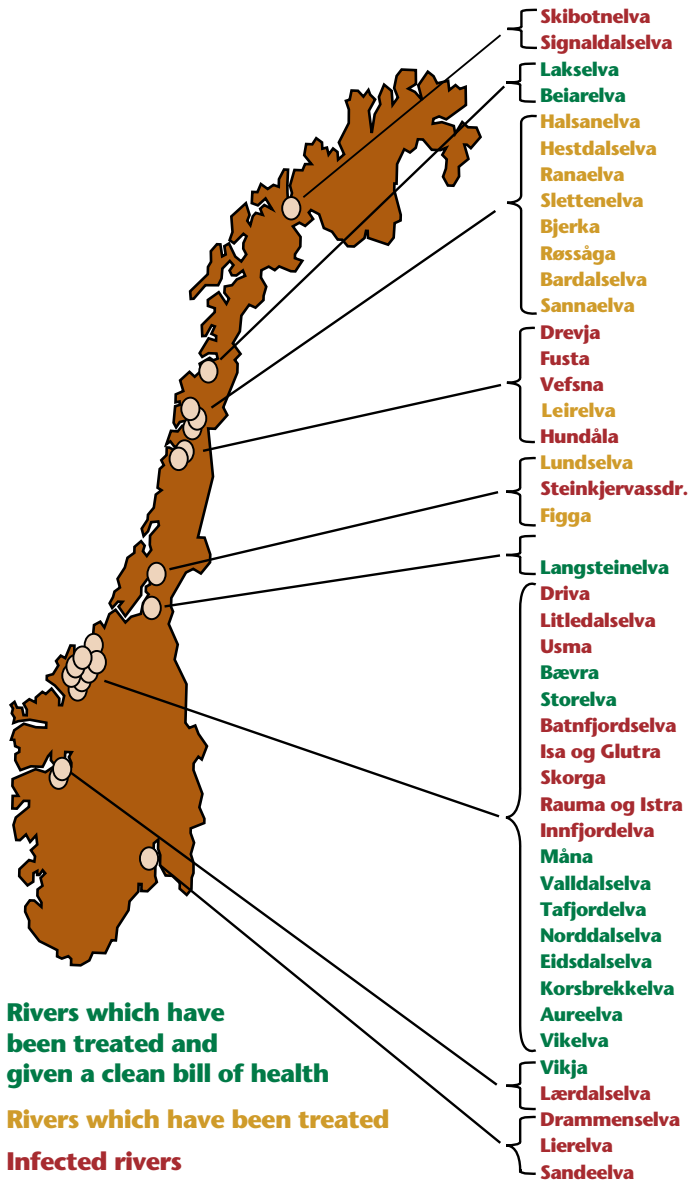 Skibotnelva
Signaldalselva
Lakselva
Beiarelva
Halsanelva
Hestdalselva
Ranaelva
Slettenelva
Bjerka
Røssåga
Bardalselva
Sannaelva
Drevja
Fusta
Vefsna
Leirelva
Hundåla
Lundselva
Steinkjervassdr.
Figga
Langsteinelva
Driva
Litledalselva
Usma
Bævra
Storelva
Batnfjordselva
Isa og Glutra
Skorga
Rauma og Istra
Innfjordelva
Måna
Valldalselva
Tafjordelva
Norddalselva
Eidsdalselva
Korsbrekkelva
Aureelva
Vikelva
Vikja
Lærdalselva
Drammenselva
Lierelva
Sandeelva
Rivers which have
been treated and
given a clean bill of health
Rivers which have been treated
Infected rivers